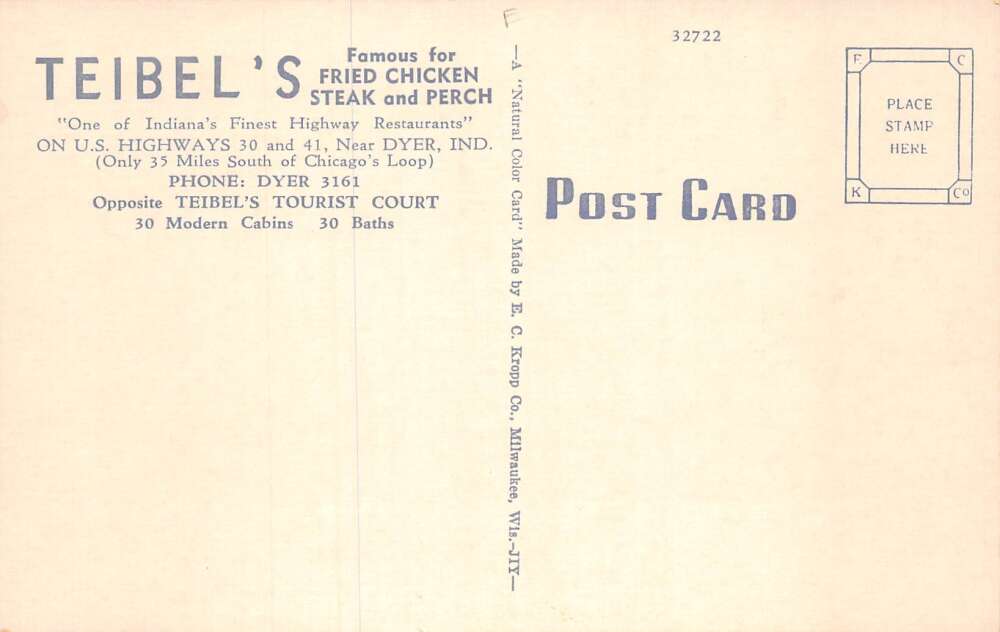 TEIBEL'S
Famous for
FRIED CHICKEN
STEAK and PERCH
"One of Indiana's Finest Highway Restaurants"
ON U.S. HIGHWAYS 30 and 41, Near DYER, IND.
(Only 35 Miles South of Chicago's Loop)
PHONE: DYER 3161
Opposite TEIBEL'S TOURIST COURT
30 Modern Cabins 30 Baths
—A "Natural Color Card" Made by E. C. Kropp Co., Milwaukee, Wis.-JIY—
32722
POST CARD
E C
PLACE
STAMP
HERE
K Co